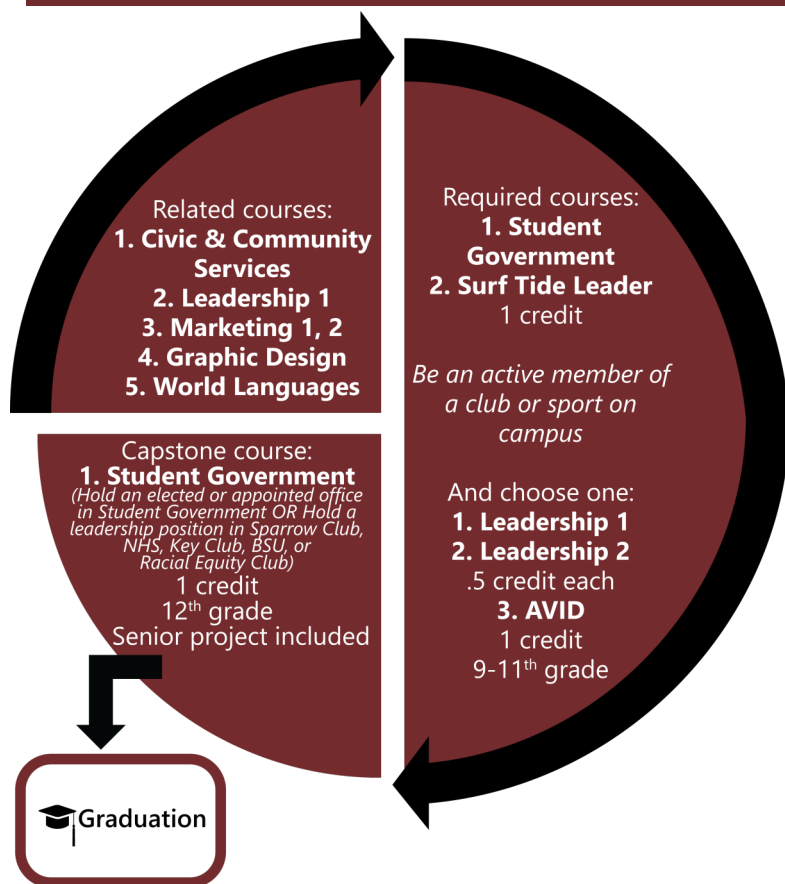 Related courses:
1. Civic & Community
Services
2. Leadership 1
3. Marketing 1, 2
4. Graphic Design
5. World Languages
Required courses:
1. Student
Government
2. Surf Tide Leader
1 credit
Be an active member of
a club or sport on
campus
And choose one:
1. Leadership 1
2. Leadership 2
.5 credit each
3. AVID
1 credit
9-11th grade
Capstone course:
1. Student Government
(Hold an elected or appointed office
in Student Government OR Hold a
leadership position in Sparrow Club,
NHS, Key Club, BSU, or
Racial Equity Club)
1 credit
12th grade
Senior project included
Graduation